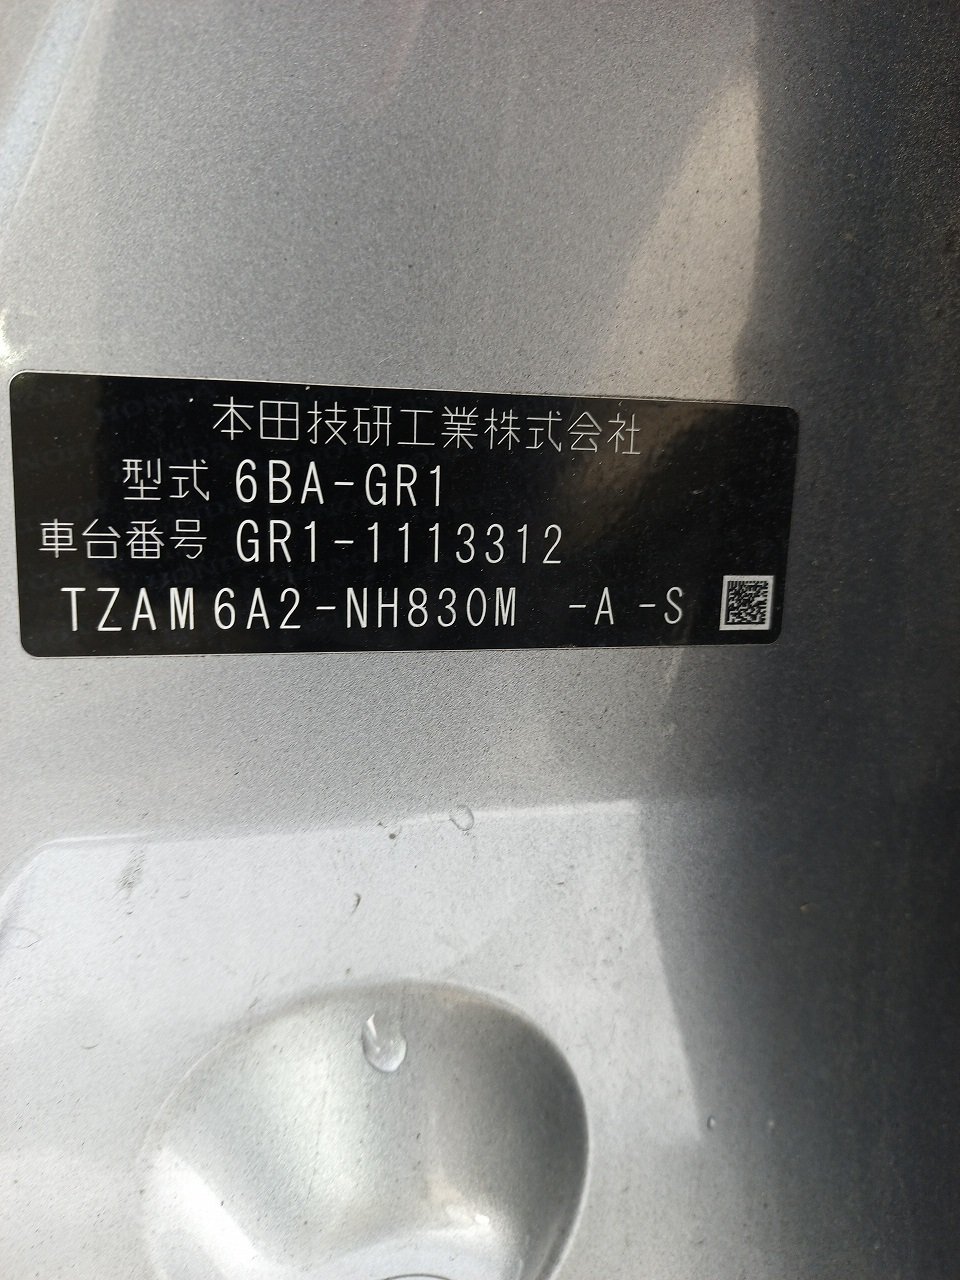 本田技研工業株式会社
型式 6BA-GR1
車台番号 GR1-1113312
TZAM6A2-NH830M -A -S